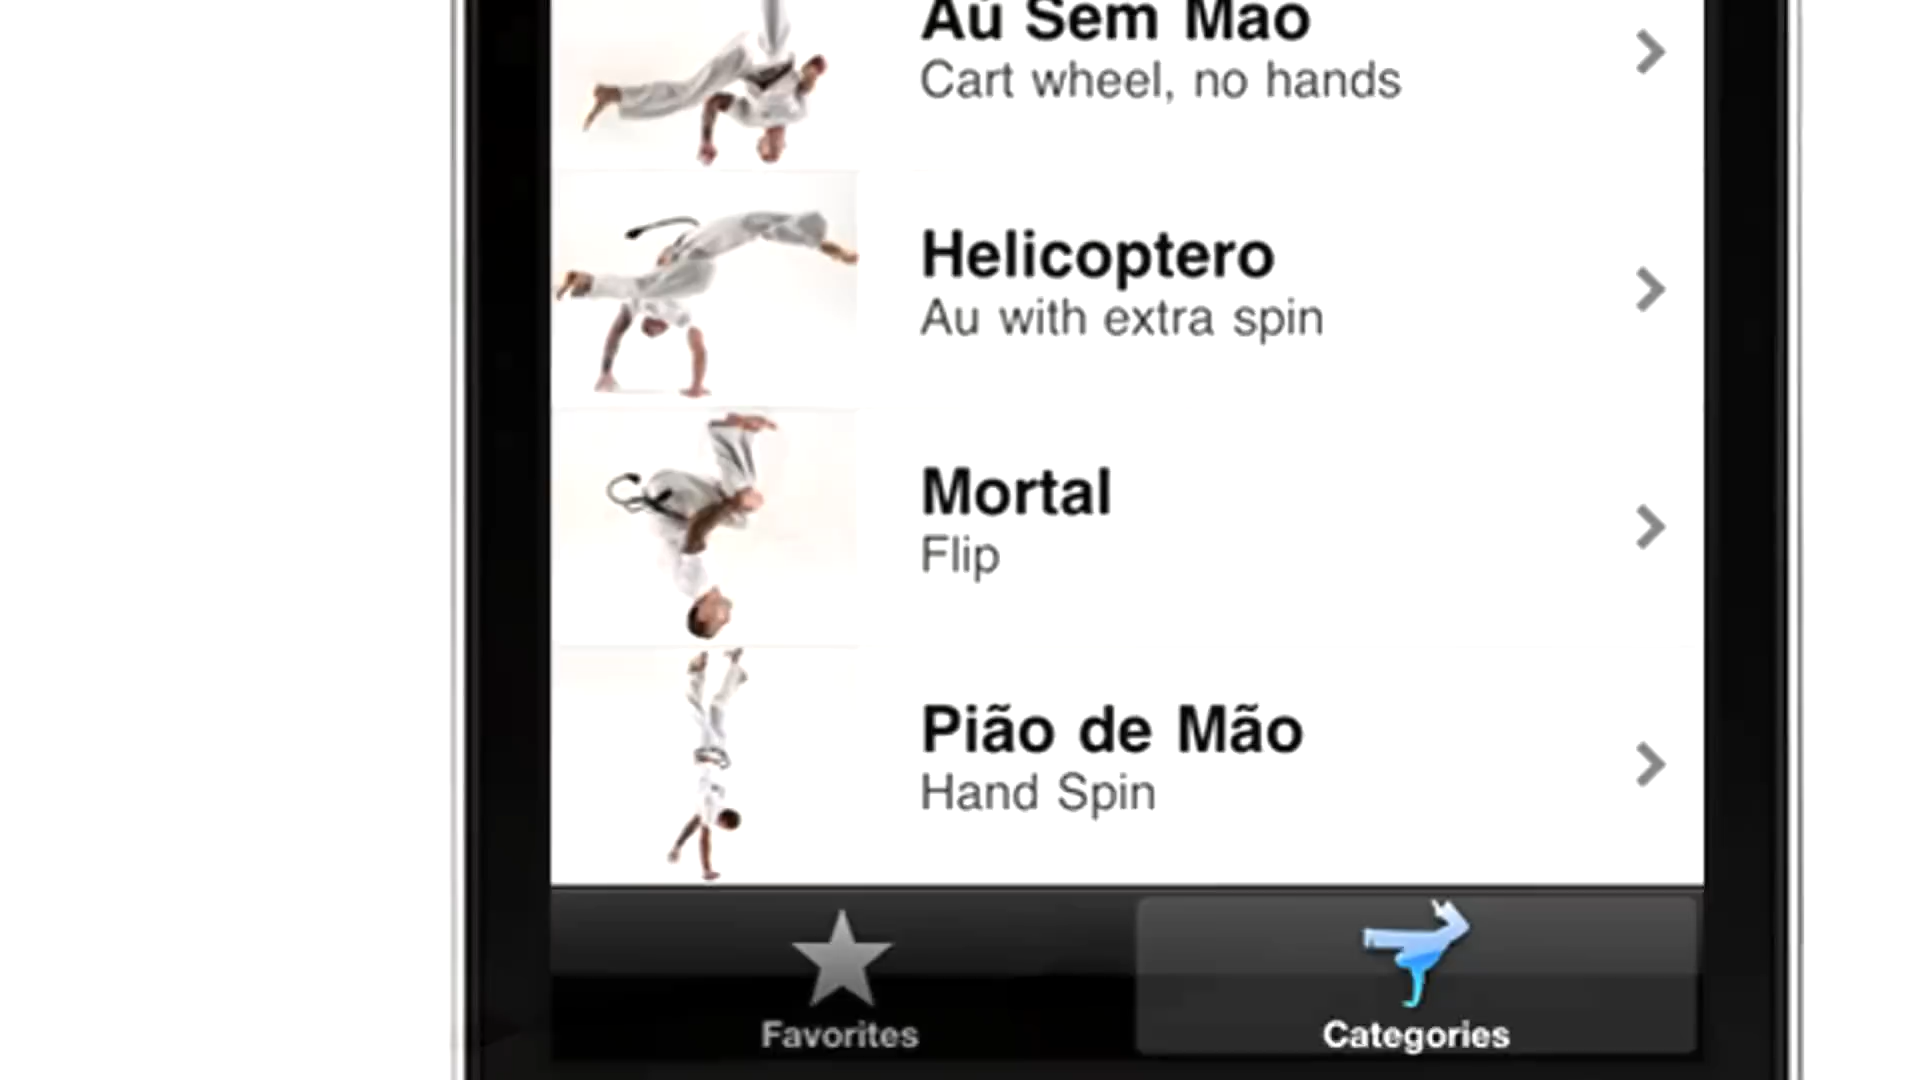 Aú Sem Mão
Cart wheel, no hands
Helicoptero
Au with extra spin
Mortal
Flip
Pião de Mão
Hand Spin
Favorites
Categories